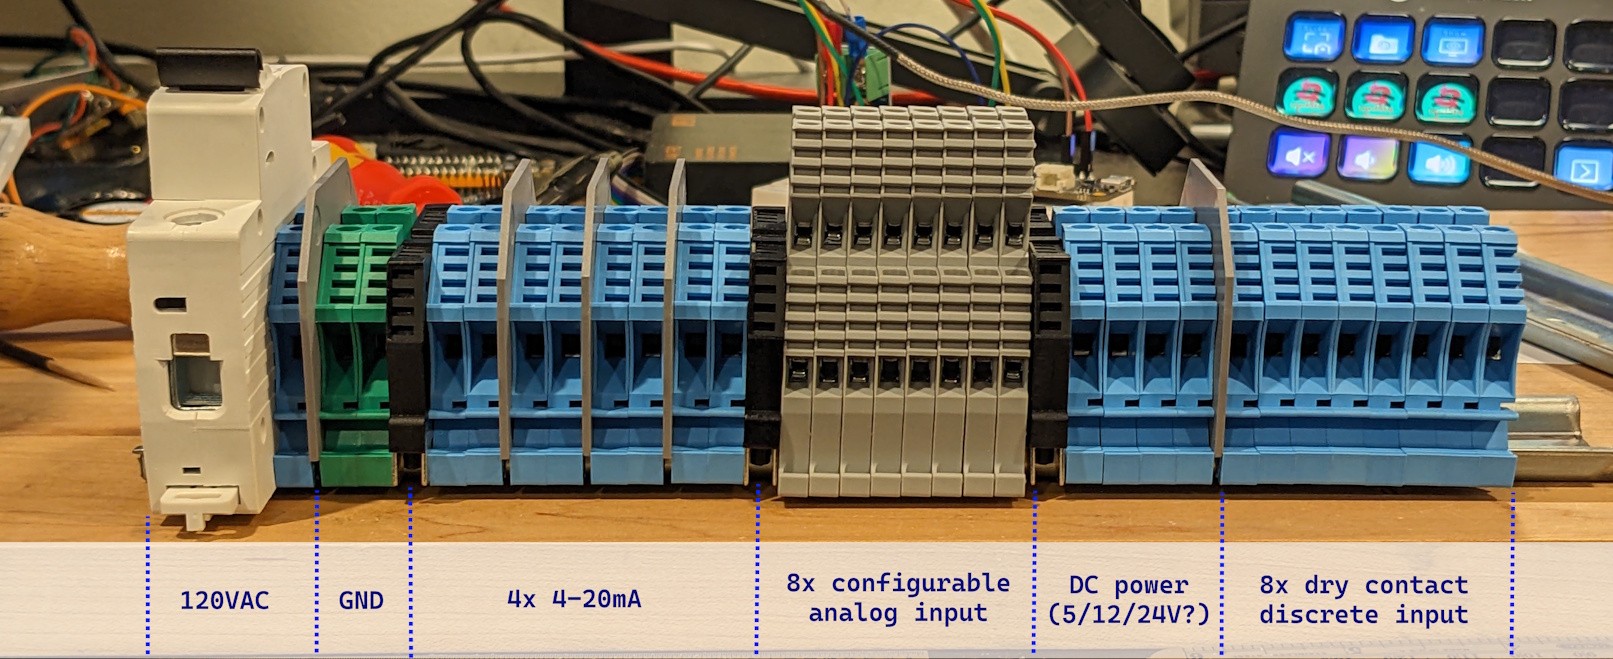 120VAC
GND
4x 4-20mA
8x configurable
analog input
DC power
(5/12/24V?)
8x dry contact
discrete input